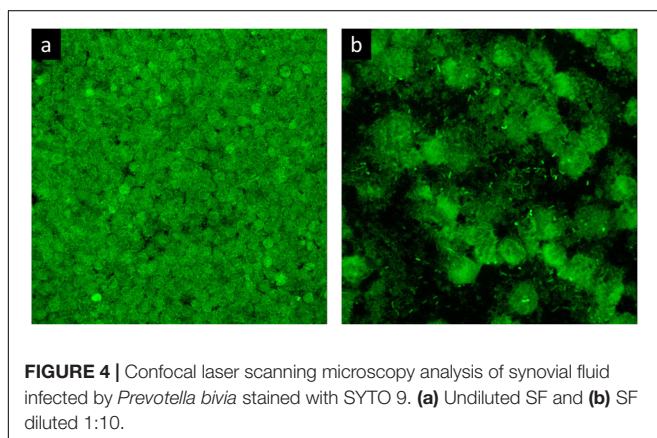 a
b
FIGURE 4 | Confocal laser scanning microscopy analysis of synovial fluid
infected by Prevotella bivia stained with SYTO 9. (a) Undiluted SF and (b) SF
diluted 1:10.